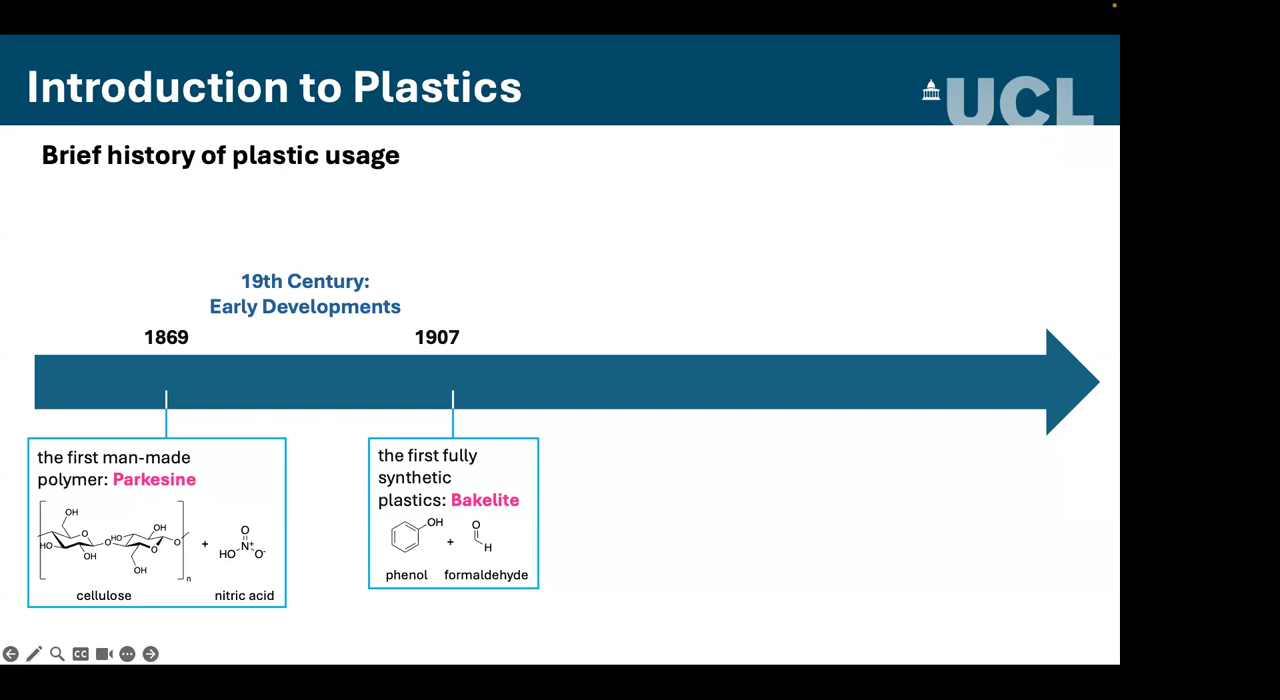 Introduction to Plastics
UCL
Brief history of plastic usage
19th Century:
Early Developments
1869
1907
the first man-made
polymer: Parkesine
OH
O
HO
OH
O
HO
OH
O
O
OH
n
+
O
N+
HO
O-
cellulose
nitric acid
the first fully
synthetic
plastics: Bakelite
OH
+
O
H
phenol
formaldehyde
CC